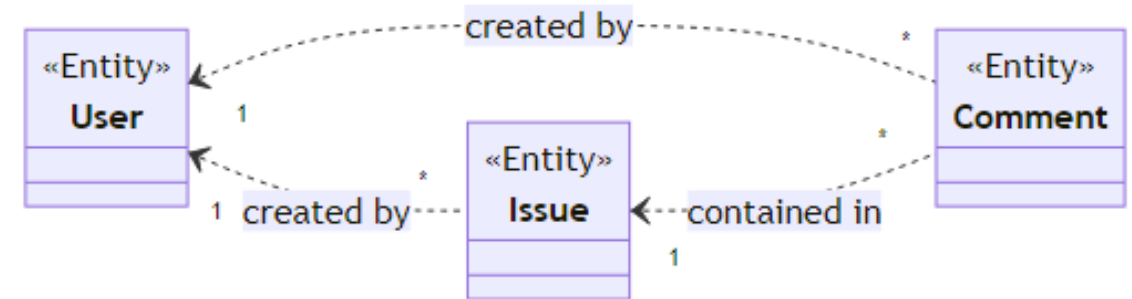 created by
*
«Entity»
User
«Entity»
Comment
1
*
«Entity»
Issue
*
1
created by
contained in
1